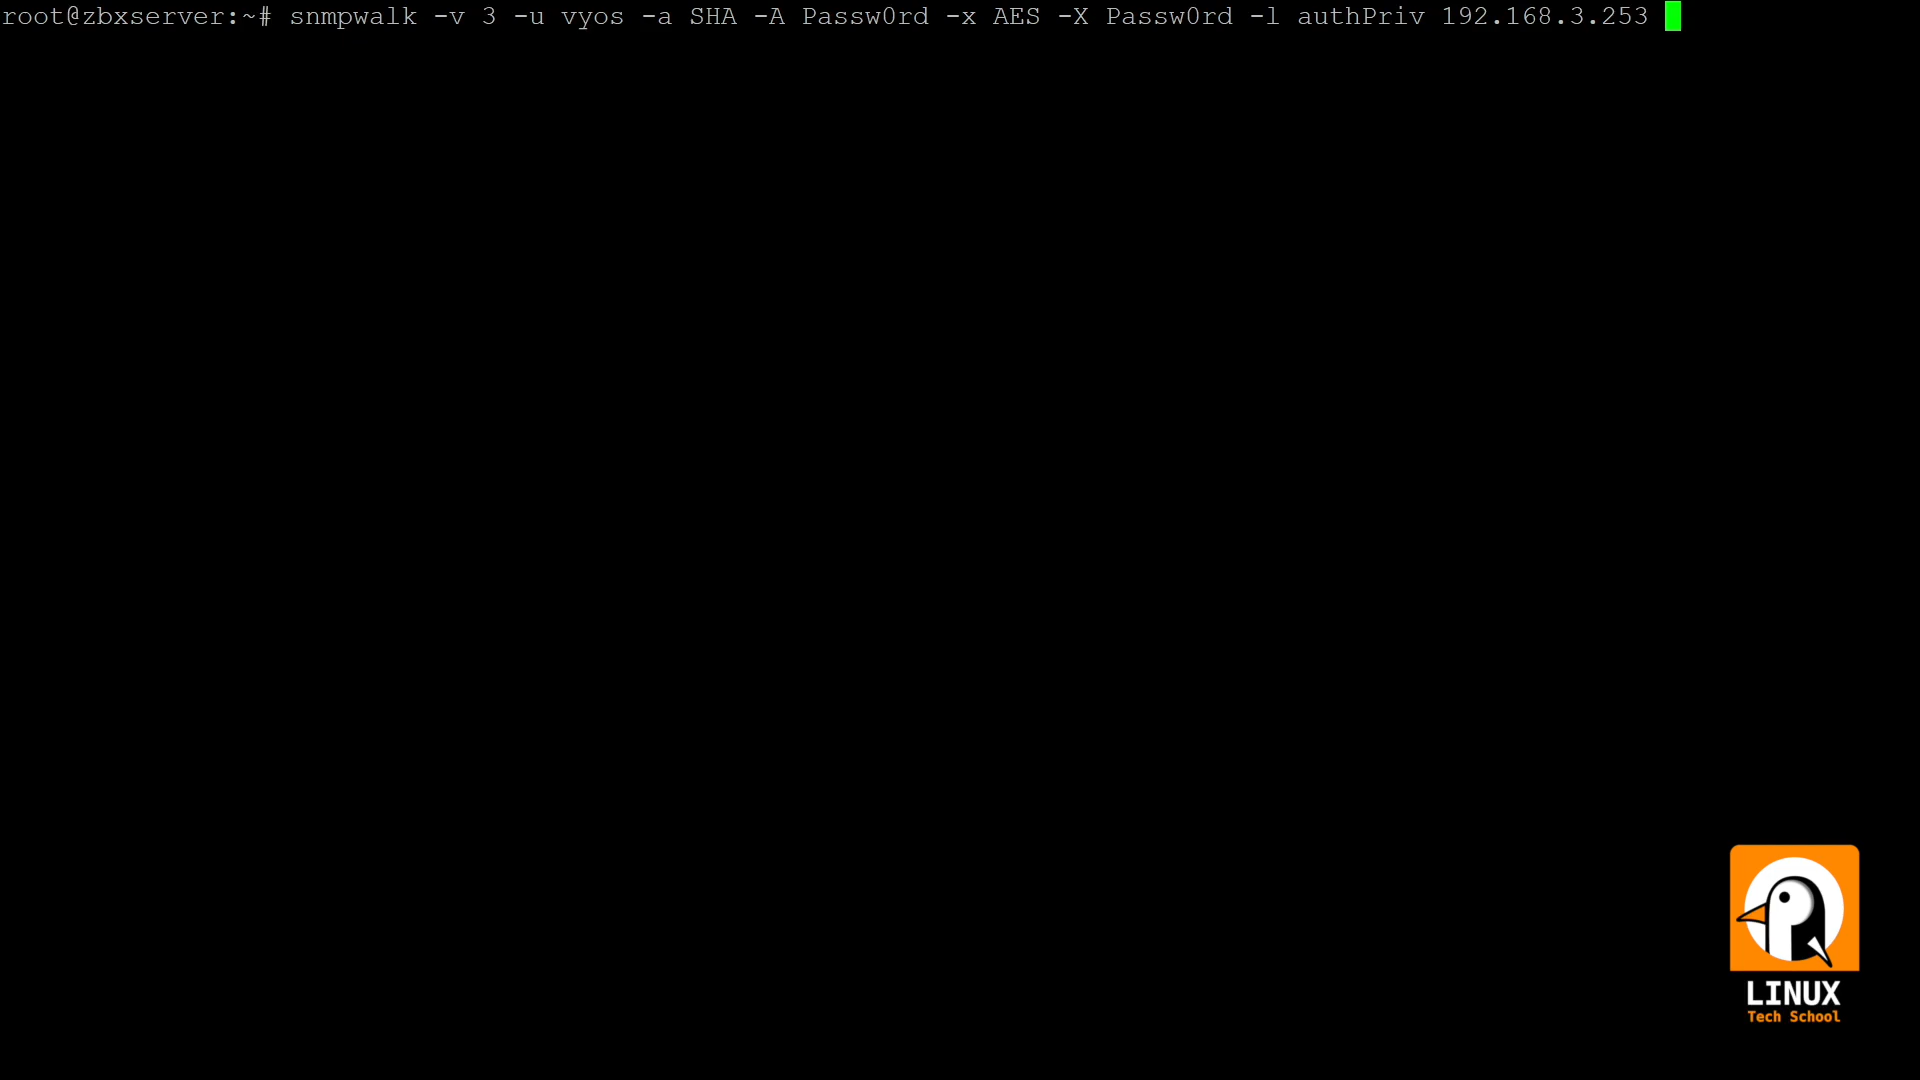 root@zbxserver:~# snmpwalk -v 3 -u vyos -a SHA -A Passw0rd -x AES -X Passw0rd -l authPriv 192.168.3.253
LINUX
Tech School